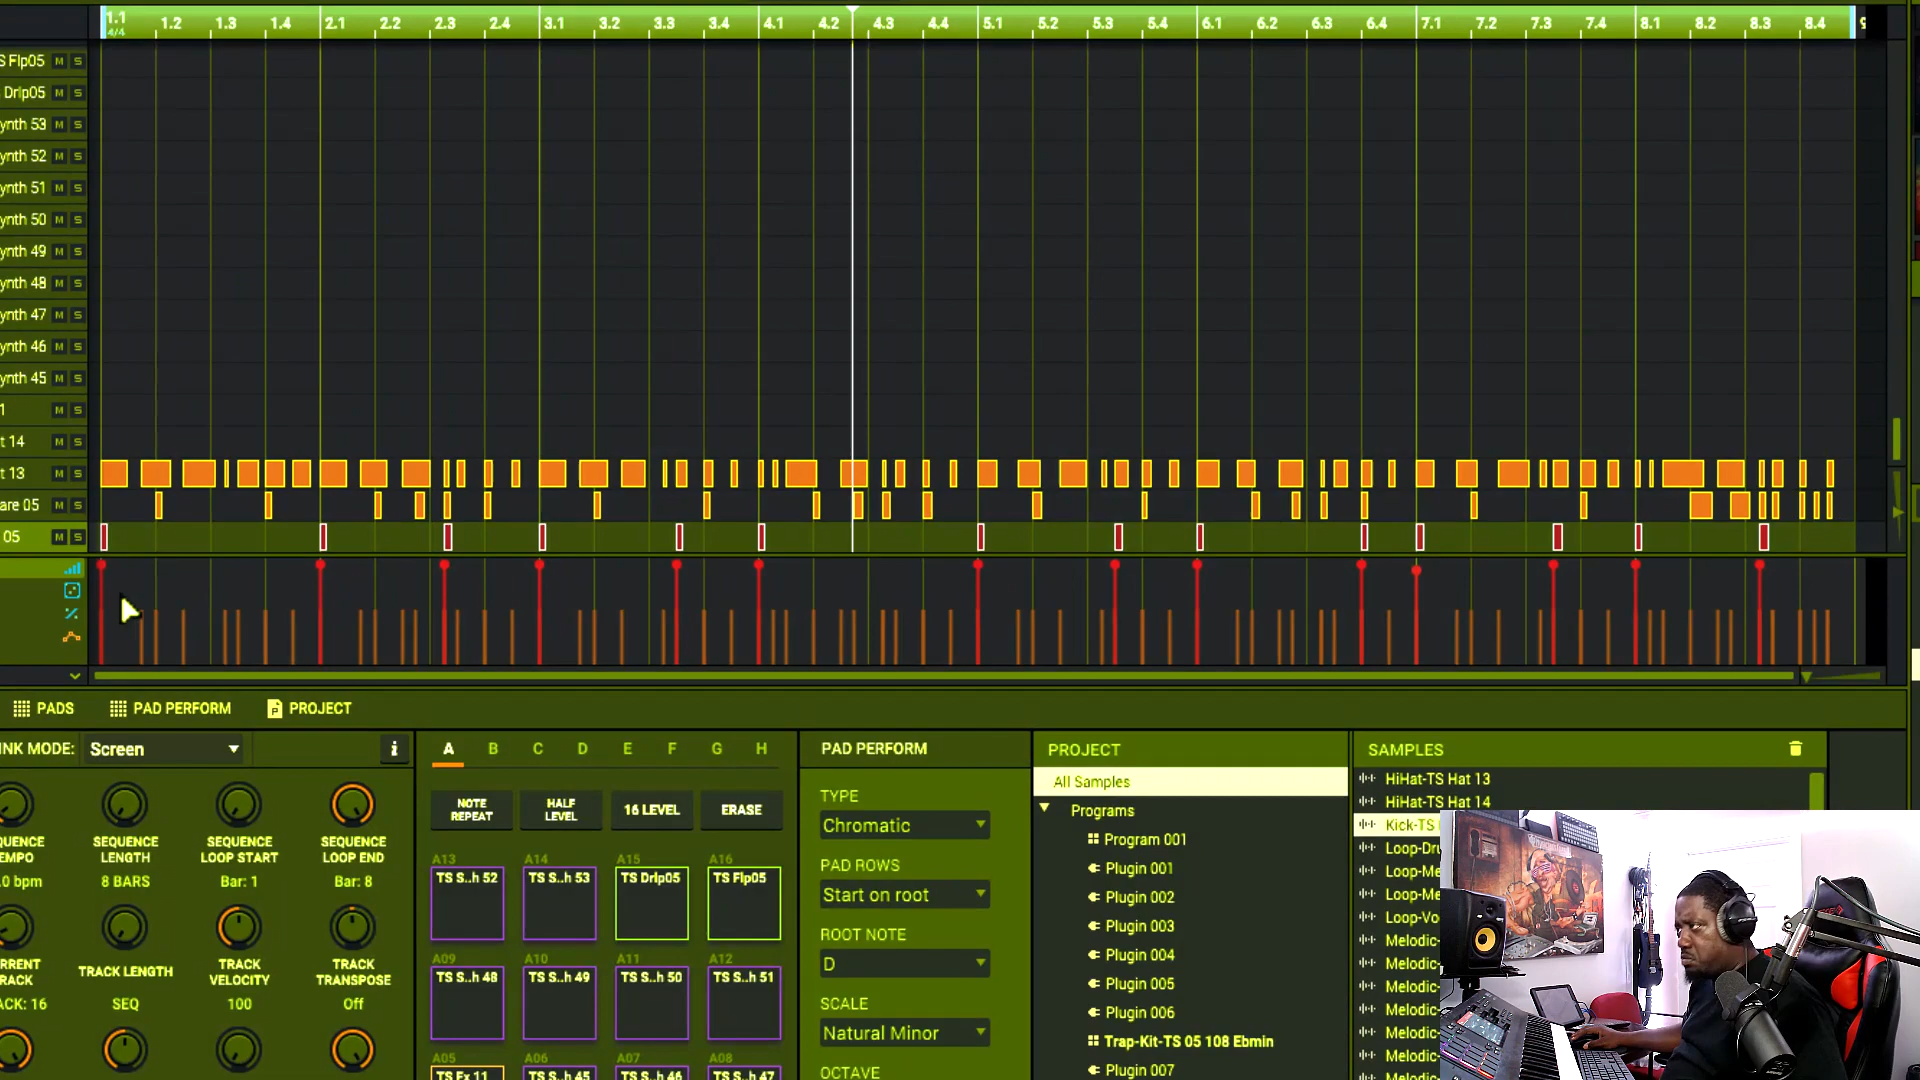 1.1 1.2 1.3 1.4 2.1 2.2 2.3 2.4 3.1 3.2 3.3 3.4 4.1 4.2 4.3 4.4 5.1 5.2 5.3 5.4 6.1 6.2 6.3 6.4 7.1 7.2 7.3 7.4 8.1 8.2 8.3 8.4
4/4
S Flp05 M S
Drlp05 M S
ynth 53 M S
ynth 52 M S
ynth 51 M S
ynth 50 M S
ynth 49 M S
ynth 48 M S
ynth 47 M S
ynth 46 M S
ynth 45 M S
1 M S
t 14 M S
t 13 M S
are 05 M S
05 M S
PADS PAD PERFORM PROJECT
INK MODE: Screen i
QUENCE
EMPO
.0 bpm
SEQUENCE
LENGTH
8 BARS
SEQUENCE
LOOP START
Bar: 1
SEQUENCE
LOOP END
Bar: 8
RRENT
RACK
ACK: 16
TRACK LENGTH
SEQ
TRACK
VELOCITY
100
TRACK
TRANSPOSE
Off
A B C D E F G H
NOTE
REPEAT
HALF
LEVEL
16 LEVEL
ERASE
A13 A14 A15 A16
TS S..h 52 TS S..h 53 TS Drlp05 TS Flp05
A09 A10 A11 A12
TS S..h 48 TS S..h 49 TS S..h 50 TS S..h 51
A05 A06 A07 A08
TS Fx 11 TS S..h 45 TS S..h 46 TS S..h 47
PAD PERFORM
TYPE
Chromatic
PAD ROWS
Start on root
ROOT NOTE
D
SCALE
Natural Minor
OCTAVE
PROJECT
All Samples
Programs
Program 001
Plugin 001
Plugin 002
Plugin 003
Plugin 004
Plugin 005
Plugin 006
Trap-Kit-TS 05 108 Ebmin
Plugin 007
SAMPLES
HiHat-TS Hat 13
HiHat-TS Hat 14
Kick-TS
Loop-Dru
Loop-Me
Loop-Me
Loop-Vo
Melodic-
Melodic-
Melodic-
Melodic-
Melodic-
Melodic-